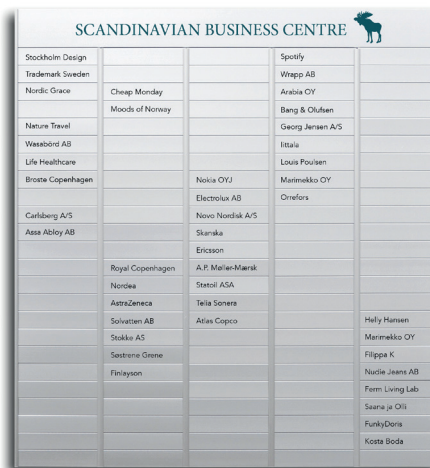 SCANDINAVIAN BUSINESS CENTRE
Stockholm Design
Trademark Sweden
Nordic Grace
Nature Travel
Wasabörd AB
Life Healthcare
Broste Copenhagen
Carlsberg A/S
Assa Abloy AB
Cheap Monday
Moods of Norway
Royal Copenhagen
Nordea
AstraZeneca
Solvatten AB
Stokke AS
Søstrene Grene
Finlayson
Nokia OYJ
Electrolux AB
Novo Nordisk A/S
Skanska
Ericsson
A.P. Møller-Mærsk
Statoil ASA
Telia Sonera
Atlas Copco
Spotify
Wrapp AB
Arabia OY
Bang & Olufsen
Georg Jensen A/S
Iittala
Louis Poulsen
Marimekko OY
Orrefors
Helly Hansen
Marimekko OY
Filippa K
Nudie Jeans AB
Ferm Living Lab
Saana ja Olli
FunkyDoris
Kosta Boda